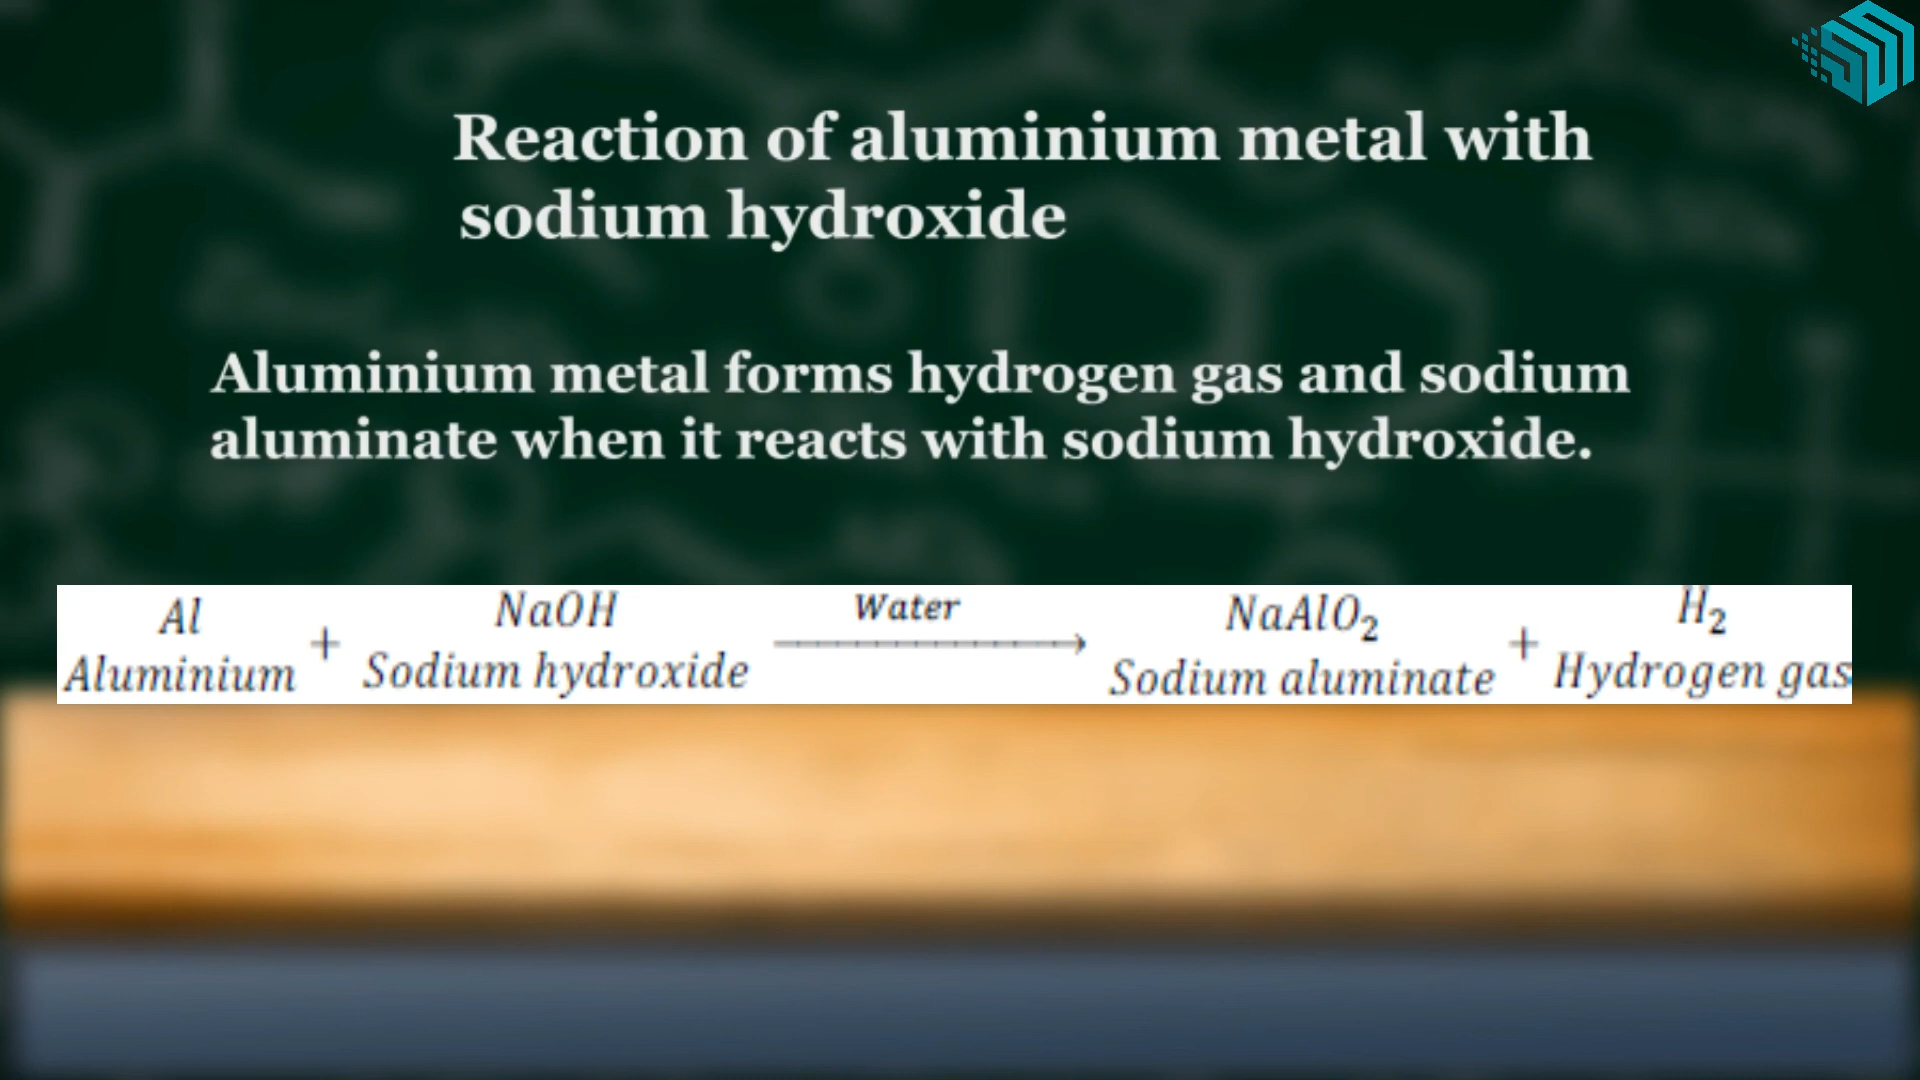 Reaction of aluminium metal with
sodium hydroxide
Aluminium metal forms hydrogen gas and sodium
aluminate when it reacts with sodium hydroxide.
Al + NaOH Water → NaAlO₂ + H₂
Aluminium Sodium hydroxide Sodium aluminate Hydrogen gas